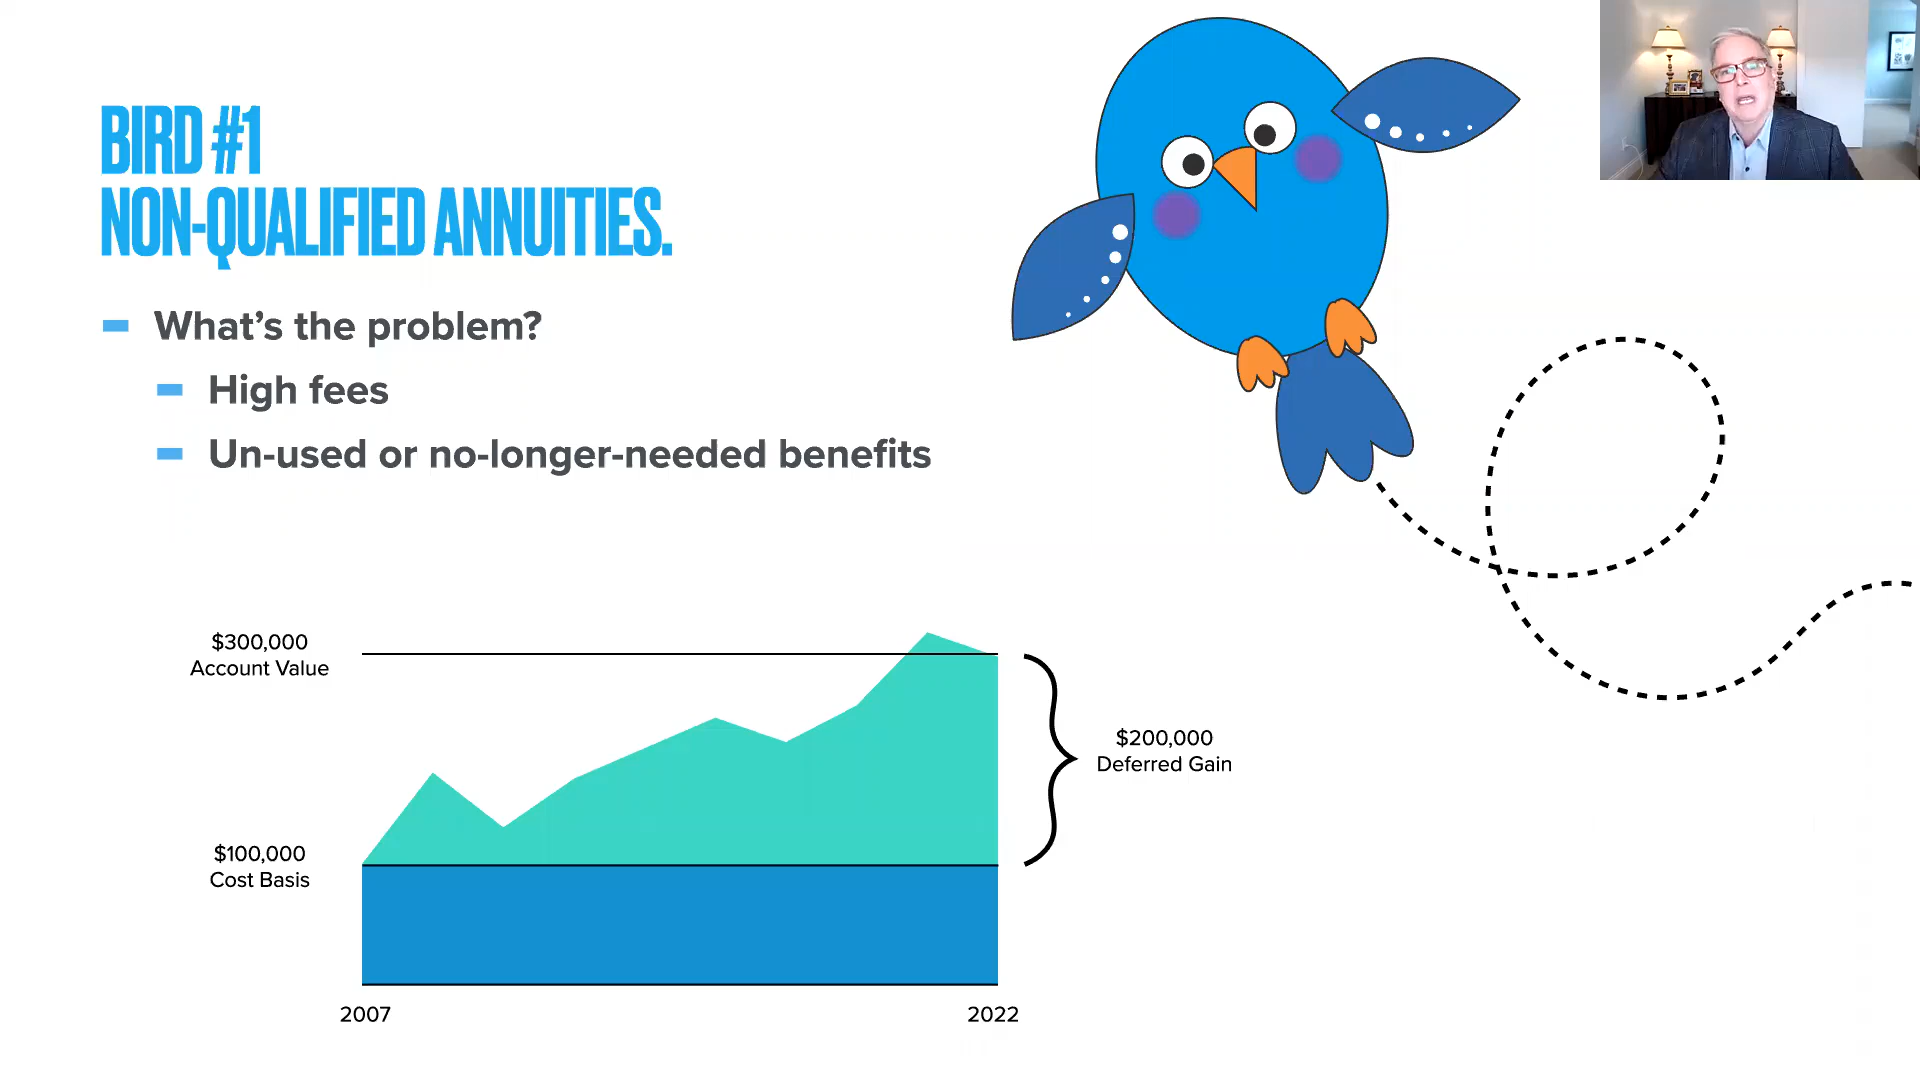 BIRD #1
NON-QUALIFIED ANNUITIES.
What’s the problem?
High fees
Un-used or no-longer-needed benefits
$300,000
Account Value
$200,000
Deferred Gain
$100,000
Cost Basis
2007
2022